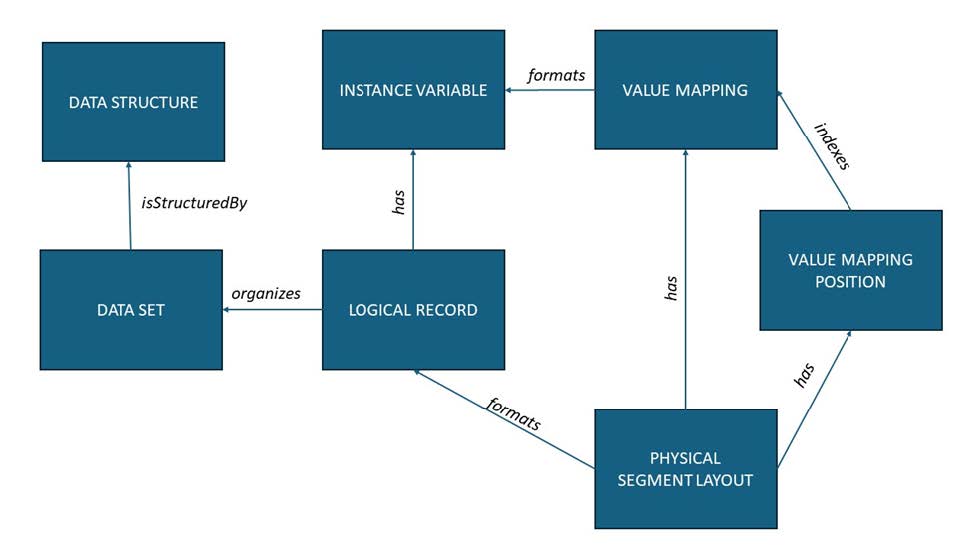 DATA STRUCTURE
INSTANCE VARIABLE
formats
VALUE MAPPING
indexes
isStructuredBy
has
VALUE MAPPING
POSITION
DATA SET
organizes
LOGICAL RECORD
has
has
formats
PHYSICAL
SEGMENT LAYOUT